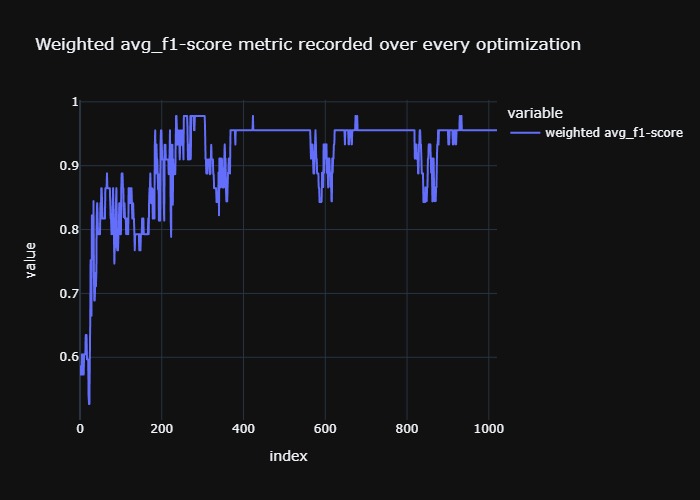 Weighted avg_f1-score metric recorded over every optimization
variable
weighted avg_f1-score
value
1
0.9
0.8
0.7
0.6
0
200
400
600
800
1000
index